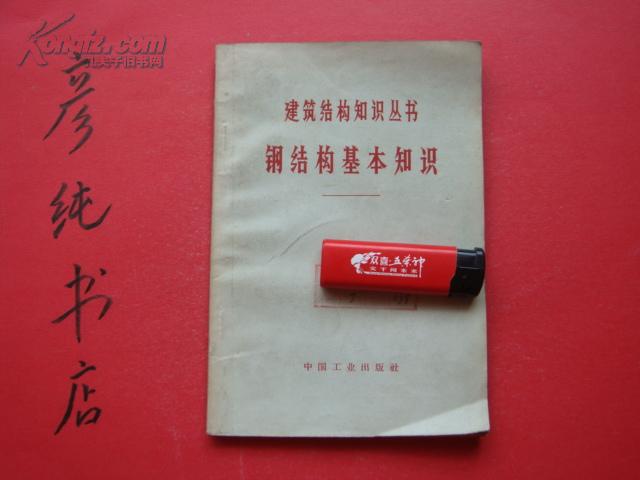 Kongfz.com
孔夫子旧书网
彦纯书店
建筑结构知识丛书
钢结构基本知识
中国工业出版社